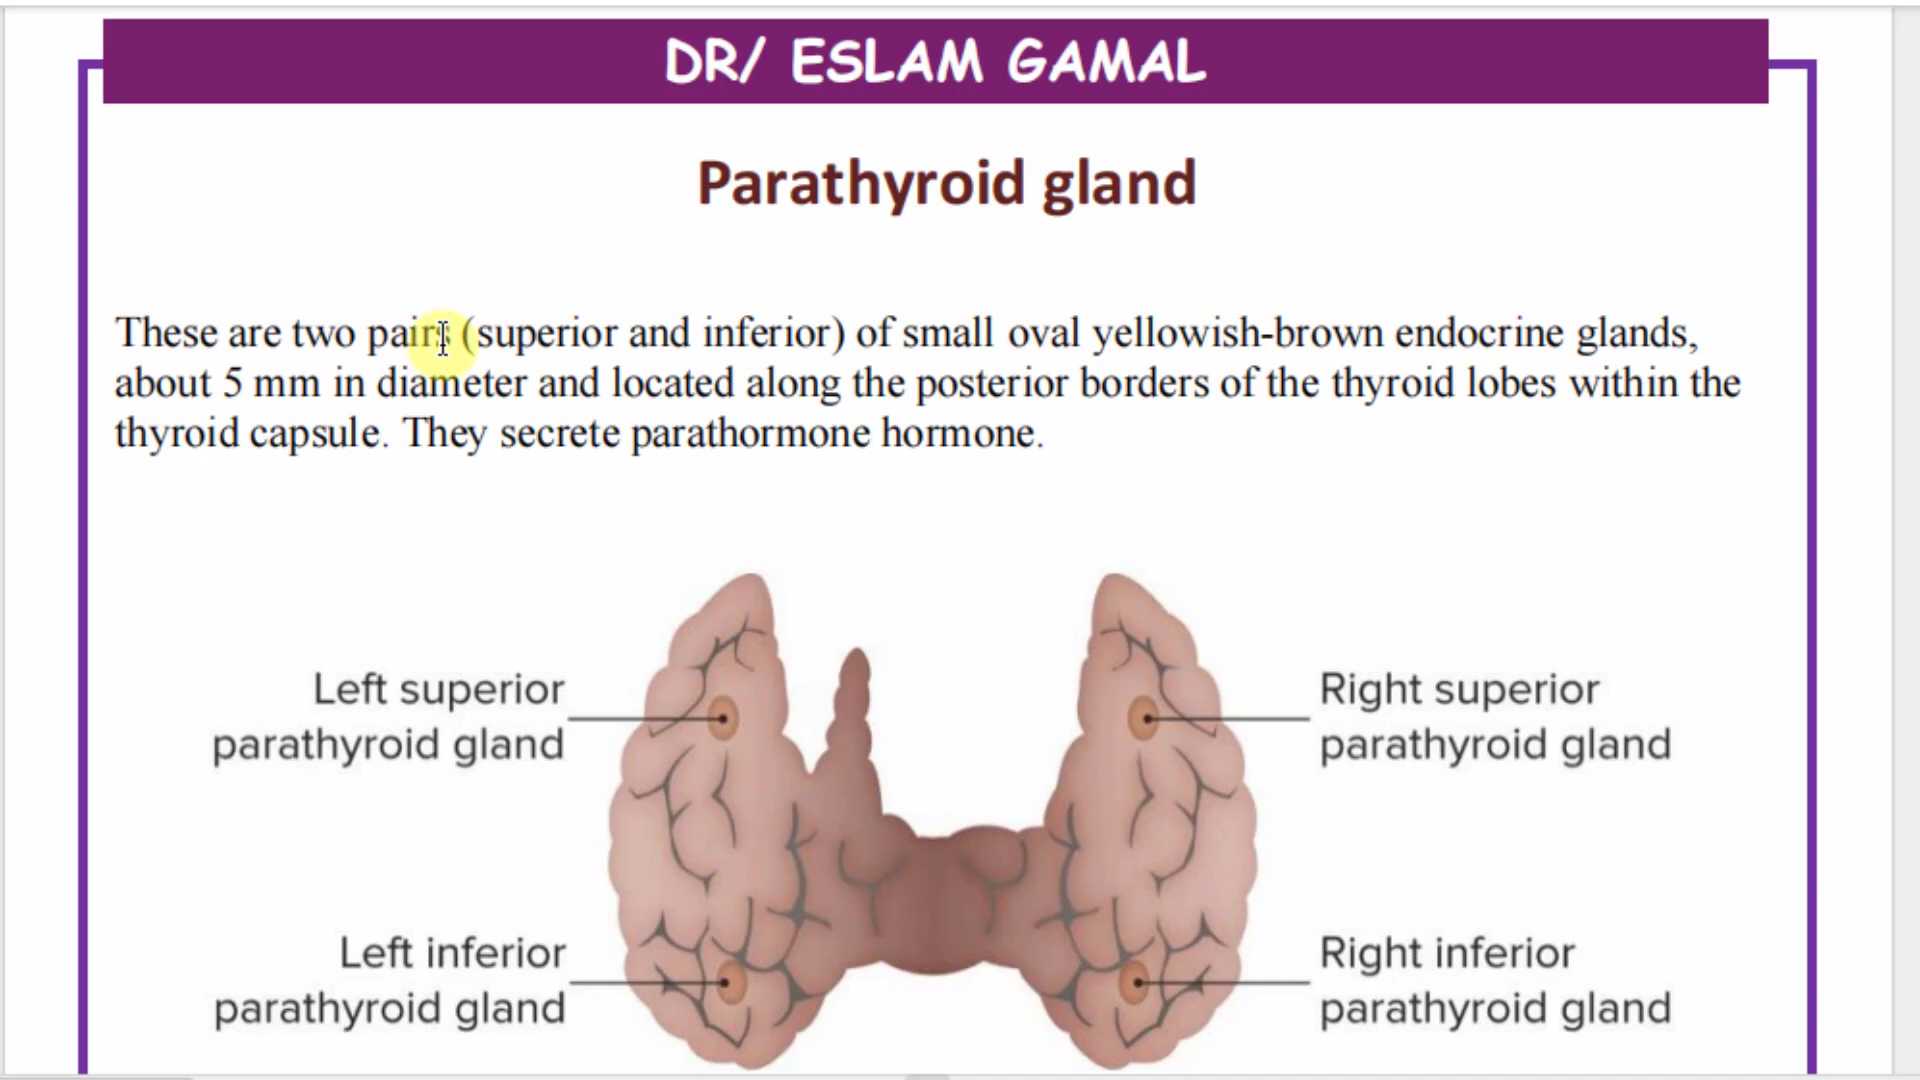 DR/ ESLAM GAMAL
Parathyroid gland
These are two pairs (superior and inferior) of small oval yellowish-brown endocrine glands,
about 5 mm in diameter and located along the posterior borders of the thyroid lobes within the
thyroid capsule. They secrete parathormone hormone.
Left superior
parathyroid gland
Right superior
parathyroid gland
Left inferior
parathyroid gland
Right inferior
parathyroid gland